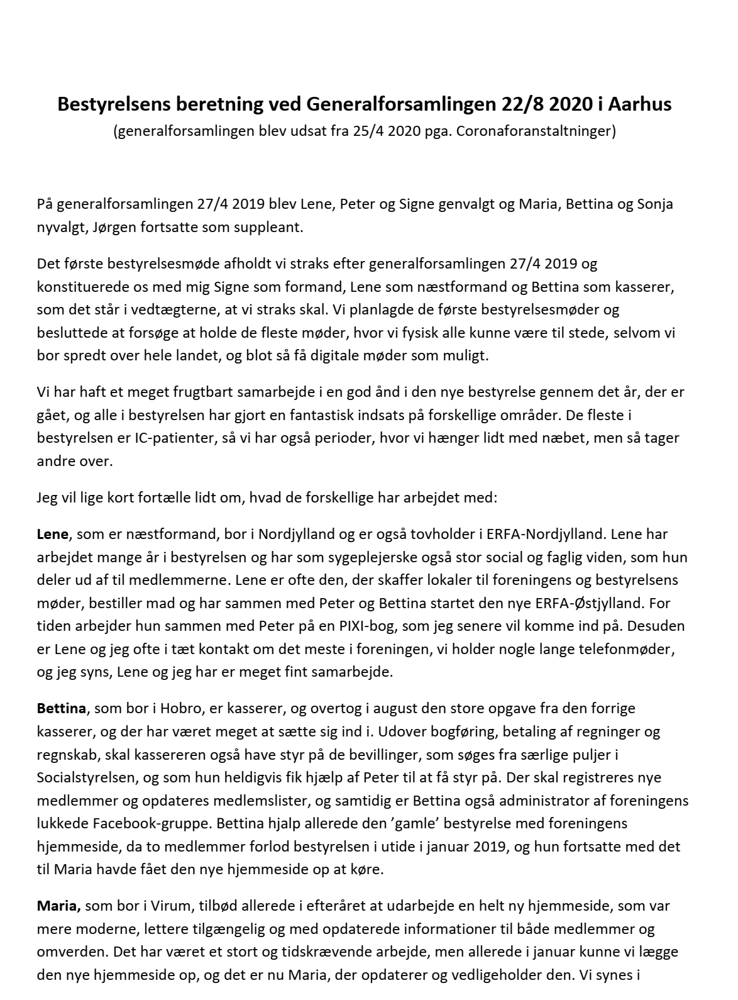 Bestyrelsens beretning ved Generalforsamlingen 22/8 2020 i Aarhus
(generalforsamlingen blev udsat fra 25/4 2020 pga. Coronaforanstaltninger)
På generalforsamlingen 27/4 2019 blev Lene, Peter og Signe genvalgt og Maria, Bettina og Sonja
nyvalgt, Jørgen fortsatte som suppleant.
Det første bestyrelsesmøde afholdt vi straks efter generalforsamlingen 27/4 2019 og
konstituerede os med mig Signe som formand, Lene som næstformand og Bettina som kasserer,
som det står i vedtægterne, at vi straks skal. Vi planlagde de første bestyrelsesmøder og
besluttede at forsøge at holde de fleste møder, hvor vi fysisk alle kunne være til stede, selvom vi
bor spredt over hele landet, og blot så få digitale møder som muligt.
Vi har haft et meget frugtbart samarbejde i en god ånd i den nye bestyrelse gennem det år, der er
gået, og alle i bestyrelsen har gjort en fantastisk indsats på forskellige områder. De fleste i
bestyrelsen er IC-patienter, så vi har også perioder, hvor vi hænger lidt med næbet, men så tager
andre over.
Jeg vil lige kort fortælle lidt om, hvad de forskellige har arbejdet med:
Lene, som er næstformand, bor i Nordjylland og er også tovholder i ERFA-Nordjylland. Lene har
arbejdet mange år i bestyrelsen og har som sygeplejerske også stor social og faglig viden, som hun
deler ud af til medlemmerne. Lene er ofte den, der skaffer lokaler til foreningens og bestyrelsens
møder, bestiller mad og har sammen med Peter og Bettina startet den nye ERFA-Østjylland. For
tiden arbejder hun sammen med Peter på en PIXI-bog, som jeg senere vil komme ind på. Desuden
er Lene og jeg ofte i tæt kontakt om det meste i foreningen, vi holder nogle lange telefonmøder,
og jeg syns, Lene og jeg har er meget fint samarbejde.
Bettina, som bor i Hobro, er kasserer, og overtog i august den store opgave fra den forrige
kasserer, og der har været meget at sætte sig ind i. Udover bogføring, betaling af regninger og
regnskab, skal kassereren også have styr på de bevillinger, som søges fra særlige puljer i
Socialstyrelsen, og som hun heldigvis fik hjælp af Peter til at få styr på. Der skal registreres nye
medlemmer og opdateres medlemslister, og samtidig er Bettina også administrator af foreningens
lukkede Facebook-gruppe. Bettina hjalp allerede den ’gamle’ bestyrelse med foreningens
hjemmeside, da to medlemmer forlod bestyrelsen i utide i januar 2019, og hun fortsatte med det
til Maria havde fået den nye hjemmeside op at køre.
Maria, som bor i Virum, tilbød allerede i efteråret at udarbejde en helt ny hjemmeside, som var
mere moderne, lettere tilgængelig og med opdaterede informationer til både medlemmer og
omverden. Det har været et stort og tidskrævende arbejde, men allerede i januar kunne vi lægge
den nye hjemmeside op, og det er nu Maria, der opdaterer og vedligeholder den. Vi synes i